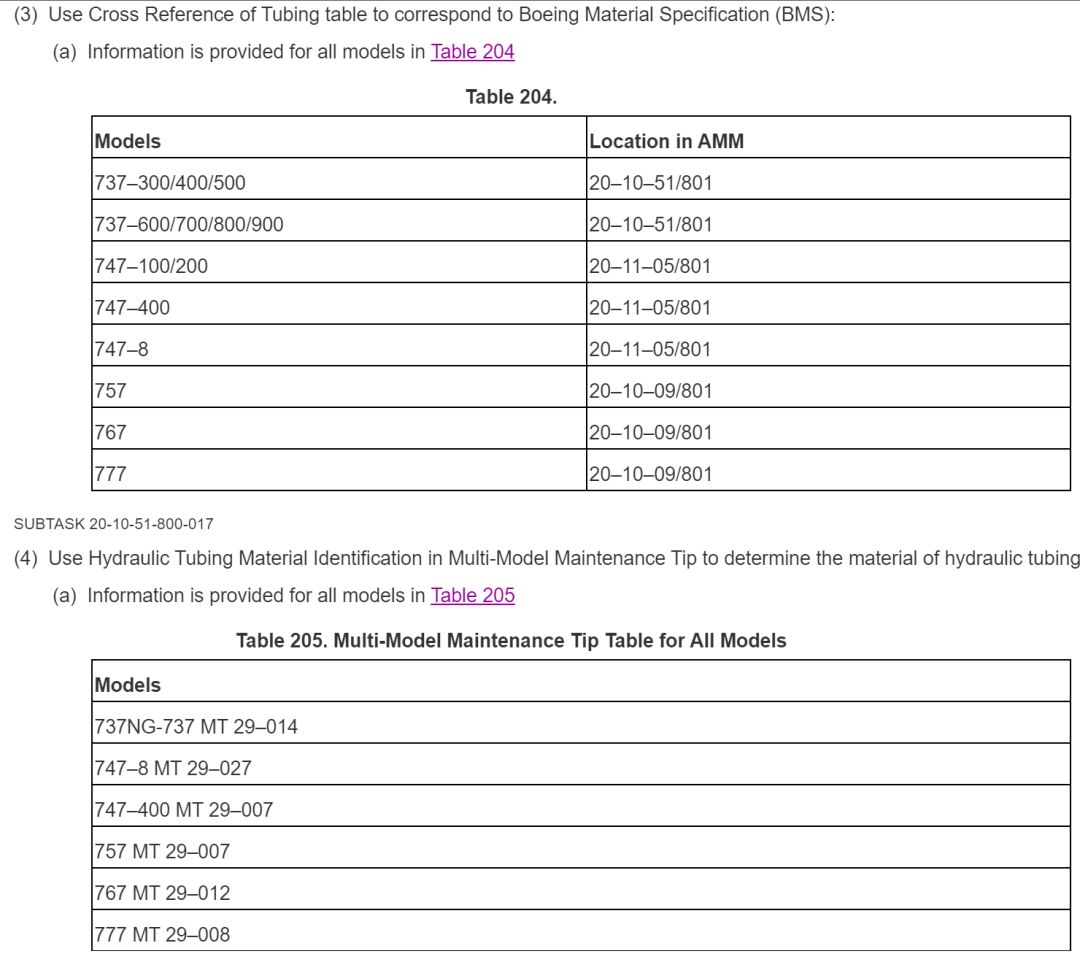 (3) Use Cross Reference of Tubing table to correspond to Boeing Material Specification (BMS):
(a) Information is provided for all models in Table 204
Table 204.
Models Location in AMM
737–300/400/500 20–10–51/801
737–600/700/800/900 20–10–51/801
747–100/200 20–11–05/801
747–400 20–11–05/801
747–8 20–11–05/801
757 20–10–09/801
767 20–10–09/801
777 20–10–09/801
SUBTASK 20-10-51-800-017
(4) Use Hydraulic Tubing Material Identification in Multi-Model Maintenance Tip to determine the material of hydraulic tubing
(a) Information is provided for all models in Table 205
Table 205. Multi-Model Maintenance Tip Table for All Models
Models
737NG-737 MT 29–014
747–8 MT 29–027
747–400 MT 29–007
757 MT 29–007
767 MT 29–012
777 MT 29–008